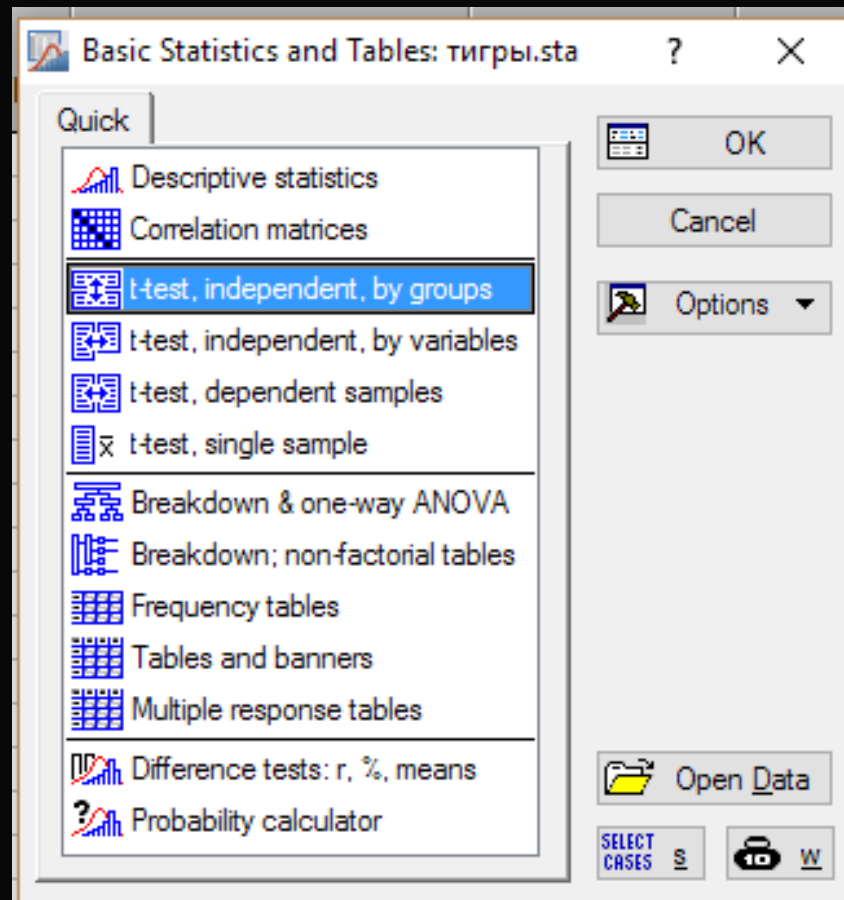 Basic Statistics and Tables: тигры.sta ?
Quick
OK
Cancel
Options
Descriptive statistics
Correlation matrices
t-test, independent, by groups
t-test, independent, by variables
t-test, dependent samples
x̄ t-test, single sample
Breakdown & one-way ANOVA
Breakdown; non-factorial tables
Frequency tables
Tables and banners
Multiple response tables
Difference tests: r, %, means
? Probability calculator
Open Data
SELECT
CASES S
10 W